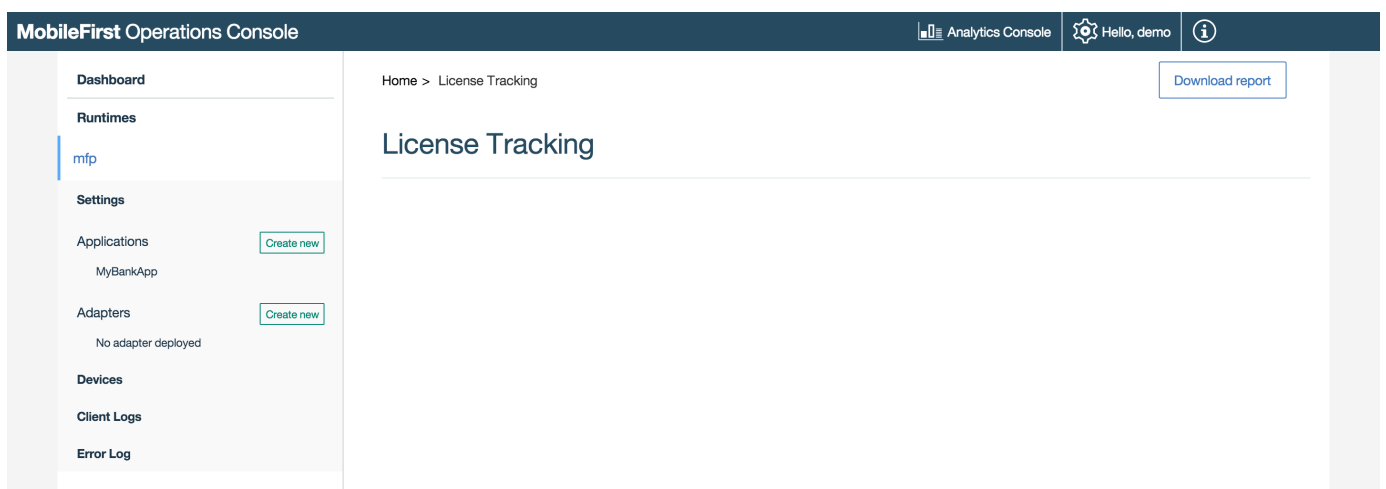 MobileFirst Operations Console
Analytics Console
Hello, demo
Dashboard
Runtimes
mfp
Settings
Applications
Create new
MyBankApp
Adapters
Create new
No adapter deployed
Devices
Client Logs
Error Log
Home > License Tracking
Download report
License Tracking